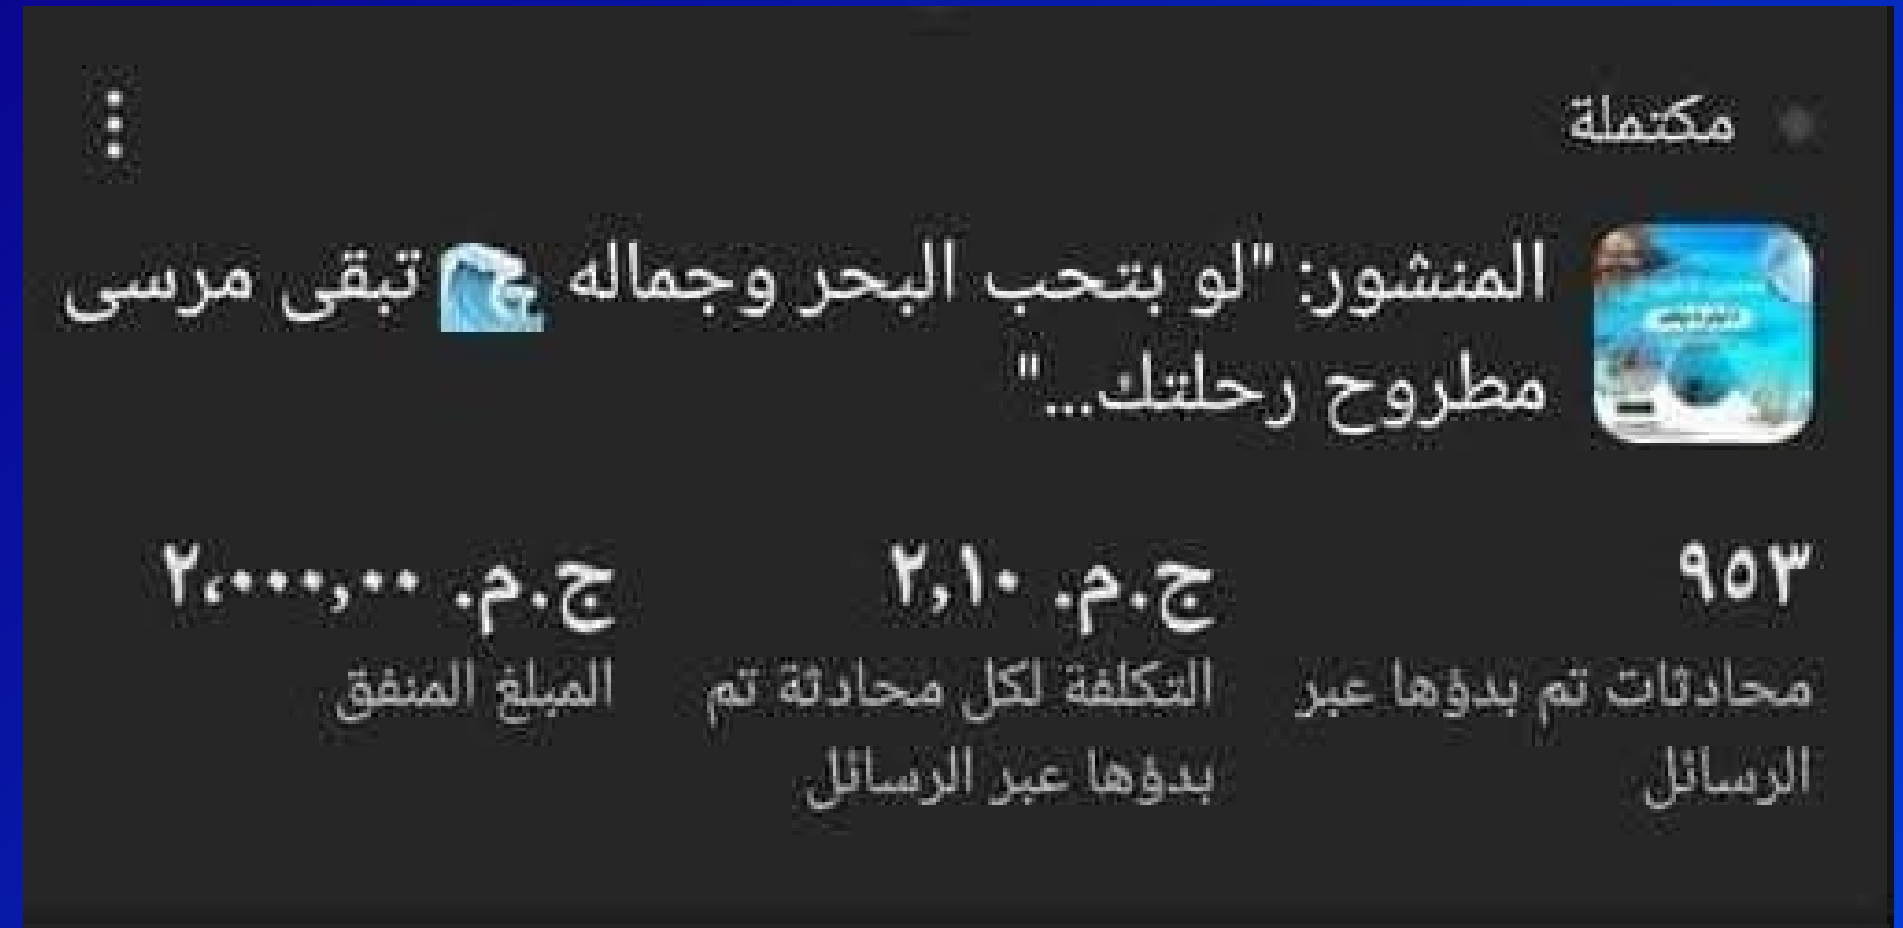 مكتملة
المنشور: "لو بتحب البحر وجماله 🌊 تبقى مرسى
مطروح رحلتك..."
٩٥٣
محادثات تم بدؤها عبر
الرسائل
ج.م. ٢,١٠
التكلفة لكل محادثة تم
بدؤها عبر الرسائل
ج.م. ٢،٠٠٠,٠٠
المبلغ المنفق